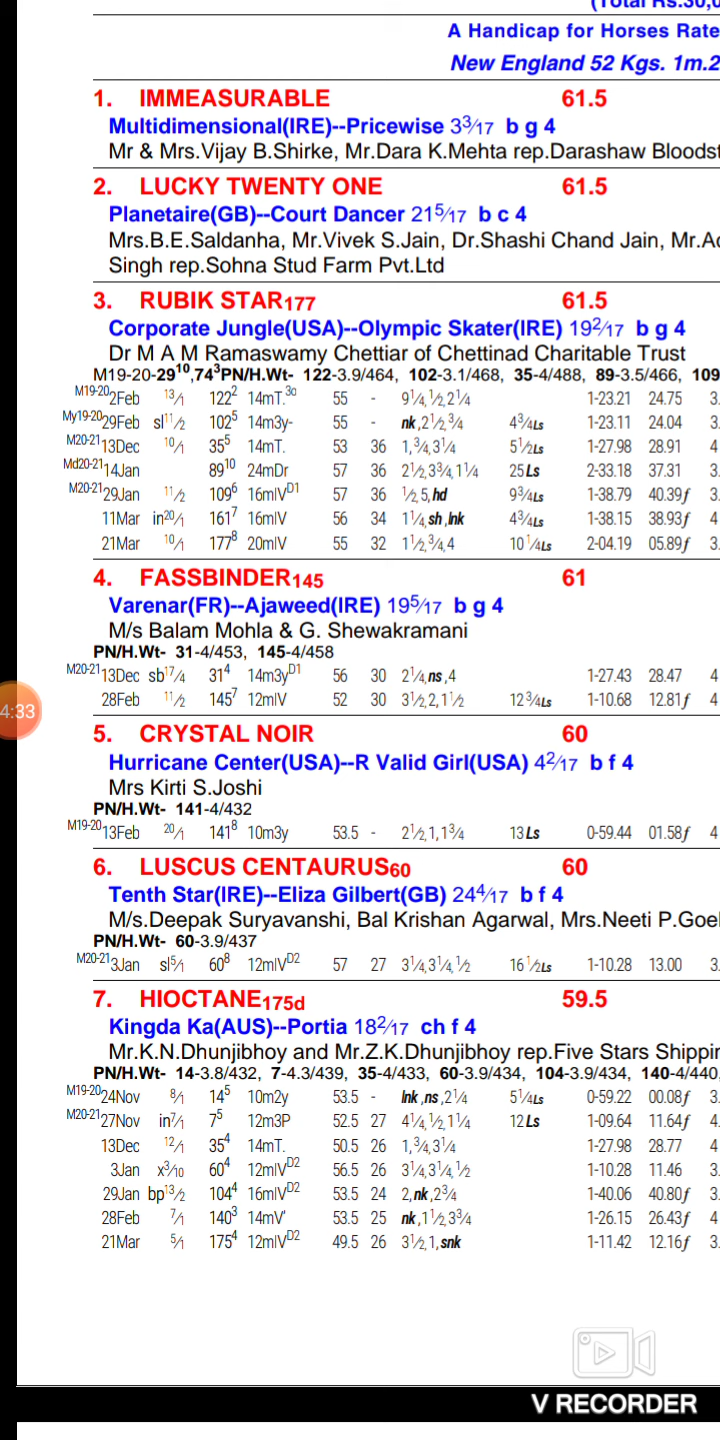 (Total Rs.30,0
A Handicap for Horses Rate
New England 52 Kgs. 1m.2
1. IMMEASURABLE 61.5
Multidimensional(IRE)--Pricewise 3³/17 b g 4
Mr & Mrs.Vijay B.Shirke, Mr.Dara K.Mehta rep.Darashaw Bloodst
2. LUCKY TWENTY ONE 61.5
Planetaire(GB)--Court Dancer 21⁵/17 b c 4
Mrs.B.E.Saldanha, Mr.Vivek S.Jain, Dr.Shashi Chand Jain, Mr.Ad
Singh rep.Sohna Stud Farm Pvt.Ltd
3. RUBIK STAR177 61.5
Corporate Jungle(USA)--Olympic Skater(IRE) 19²/17 b g 4
Dr M A M Ramaswamy Chettiar of Chettinad Charitable Trust
M19-20-29¹⁰,74³PN/H.Wt- 122-3.9/464, 102-3.1/468, 35-4/488, 89-3.5/466, 109
M19-20 2Feb 13/1 122² 14mT.³⁰ 55 - 9¼,½,2¼ 1-23.21 24.75 3.
My19-20 29Feb sl11/2 102⁵ 14m3y- 55 - nk,2½,¾ 4¾Ls 1-23.11 24.04 3.
M20-21 13Dec 10/1 35⁵ 14mT. 53 36 1,¾,3¼ 5½Ls 1-27.98 28.91 4
Md20-21 14Jan 89¹⁰ 24mDr 57 36 2½,3¾,1¼ 25Ls 2-33.18 37.31 3.
M20-21 29Jan 11/2 109⁶ 16mIVD1 57 36 ½,5,hd 9¾Ls 1-38.79 40.39f 3.
11Mar in20/1 161⁷ 16mIV 56 34 1¼,sh,lnk 4¾Ls 1-38.15 38.93f 4
21Mar 10/1 177⁸ 20mIV 55 32 1½,¾,4 10¼Ls 2-04.19 05.89f 3.
4. FASSBINDER145 61
Varenar(FR)--Ajaweed(IRE) 19⁵/17 b g 4
M/s Balam Mohla & G. Shewakramani
PN/H.Wt- 31-4/453, 145-4/458
M20-21 13Dec sb17/4 31⁴ 14m3yD1 56 30 2¼,ns,4 1-27.43 28.47 4
28Feb 11/2 145⁷ 12mIV 52 30 3½,2,1½ 12¾Ls 1-10.68 12.81f 4
4:33
5. CRYSTAL NOIR 60
Hurricane Center(USA)--R Valid Girl(USA) 4²/17 b f 4
Mrs Kirti S.Joshi
PN/H.Wt- 141-4/432
M19-20 13Feb 20/1 141⁸ 10m3y 53.5 - 2½,1,1¾ 13Ls 0-59.44 01.58f 4
6. LUSCUS CENTAURUS60 60
Tenth Star(IRE)--Eliza Gilbert(GB) 24⁴/17 b f 4
M/s.Deepak Suryavanshi, Bal Krishan Agarwal, Mrs.Neeti P.Goel
PN/H.Wt- 60-3.9/437
M20-21 3Jan sl5/1 60⁸ 12mIVD2 57 27 3¼,3¼,½ 16½Ls 1-10.28 13.00 3.
7. HIOCTANE175d 59.5
Kingda Ka(AUS)--Portia 18²/17 ch f 4
Mr.K.N.Dhunjibhoy and Mr.Z.K.Dhunjibhoy rep.Five Stars Shippin
PN/H.Wt- 14-3.8/432, 7-4.3/439, 35-4/433, 60-3.9/434, 104-3.9/434, 140-4/440,
M19-20 24Nov 8/1 14⁵ 10m2y 53.5 - lnk,ns,2¼ 5¼Ls 0-59.22 00.08f 3.
M20-21 27Nov in7/1 7⁵ 12m3P 52.5 27 4¼,½,1¼ 12Ls 1-09.64 11.64f 4.
13Dec 12/1 35⁴ 14mT. 50.5 26 1,¾,3¼ 1-27.98 28.77 4
3Jan x3/10 60⁴ 12mIVD2 56.5 26 3¼,3¼,½ 1-10.28 11.46 3.
29Jan bp13/2 104⁴ 16mIVD2 53.5 24 2,nk,2¾ 1-40.06 40.80f 3.
28Feb 7/1 140³ 14mV' 53.5 25 nk,1½,3¾ 1-26.15 26.43f 4
21Mar 5/1 175⁴ 12mIVD2 49.5 26 3½,1,snk 1-11.42 12.16f 3.
V RECORDER